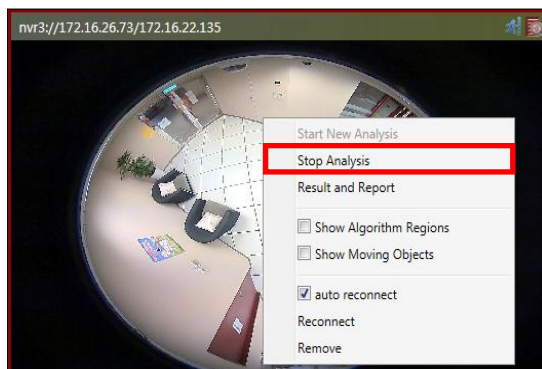 nvr3://172.16.26.73/172.16.22.135
Start New Analysis
Stop Analysis
Result and Report
Show Algorithm Regions
Show Moving Objects
auto reconnect
Reconnect
Remove